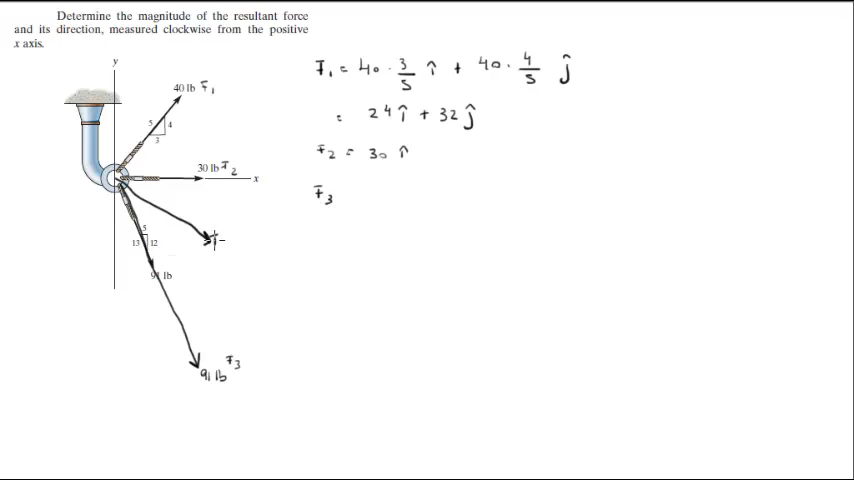 Determine the magnitude of the resultant force
and its direction, measured clockwise from the positive
x axis.
y
40 lb F₁
5
4
3
30 lb F₂
x
5
13
12
91 lb
F₃
91 lb
F₁ = 40 · 3/5 î + 40 · 4/5 ĵ
= 24 î + 32 ĵ
F₂ = 30 î
F₃